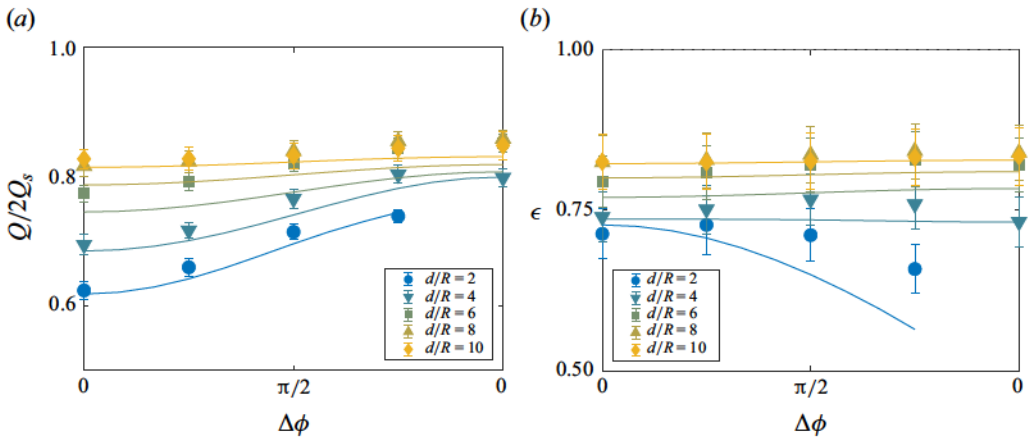 (a)
1.0
0.8
0.6
Q/2Qs
0
π/2
0
Δϕ
d/R = 2
d/R = 4
d/R = 6
d/R = 8
d/R = 10
(b)
1.00
0.75
0.50
ϵ
0
π/2
0
Δϕ
d/R = 2
d/R = 4
d/R = 6
d/R = 8
d/R = 10